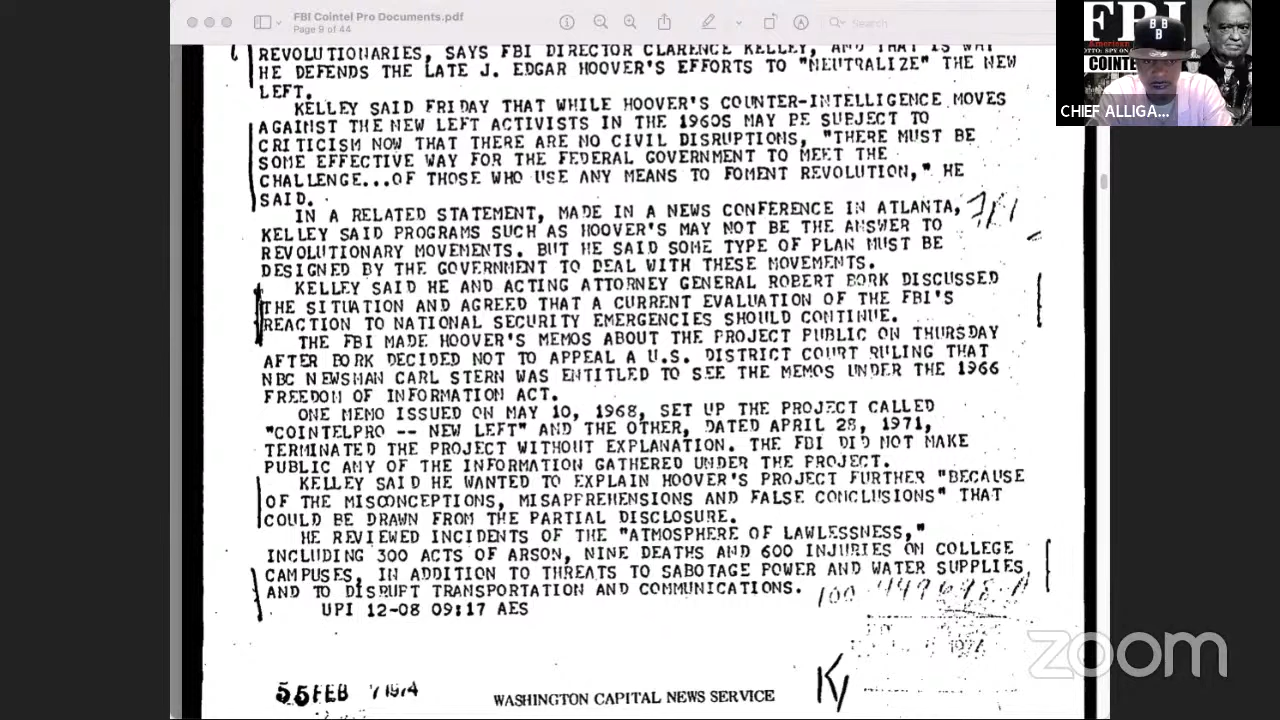 FBI Cointel Pro Documents.pdf
Page 9 of 44
Search
REVOLUTIONARIES, SAYS FBI DIRECTOR CLARENCE KELLEY, AND THAT IS WHY
HE DEFENDS THE LATE J. EDGAR HOOVER'S EFFORTS TO "NEUTRALIZE" THE NEW
LEFT.
KELLEY SAID FRIDAY THAT WHILE HOOVER'S COUNTER-INTELLIGENCE MOVES
AGAINST THE NEW LEFT ACTIVISTS IN THE 1960S MAY BE SUBJECT TO
CRITICISM NOW THAT THERE ARE NO CIVIL DISRUPTIONS, "THERE MUST BE
SOME EFFECTIVE WAY FOR THE FEDERAL GOVERNMENT TO MEET THE
CHALLENGE...OF THOSE WHO USE ANY MEANS TO FOMENT REVOLUTION," HE
SAID.
IN A RELATED STATEMENT, MADE IN A NEWS CONFERENCE IN ATLANTA,
KELLEY SAID PROGRAMS SUCH AS HOOVER'S MAY NOT BE THE ANSWER TO
REVOLUTIONARY MOVEMENTS. BUT HE SAID SOME TYPE OF PLAN MUST BE
DESIGNED BY THE GOVERNMENT TO DEAL WITH THESE MOVEMENTS.
KELLEY SAID HE AND ACTING ATTORNEY GENERAL ROBERT BORK DISCUSSED
THE SITUATION AND AGREED THAT A CURRENT EVALUATION OF THE FBI'S
REACTION TO NATIONAL SECURITY EMERGENCIES SHOULD CONTINUE.
THE FBI MADE HOOVER'S MEMOS ABOUT THE PROJECT PUBLIC ON THURSDAY
AFTER BORK DECIDED NOT TO APPEAL A U.S. DISTRICT COURT RULING THAT
NBC NEWSMAN CARL STERN WAS ENTITLED TO SEE THE MEMOS UNDER THE 1966
FREEDOM OF INFORMATION ACT.
ONE MEMO ISSUED ON MAY 10, 1968, SET UP THE PROJECT CALLED
"COINTELPRO -- NEW LEFT" AND THE OTHER, DATED APRIL 28, 1971,
TERMINATED THE PROJECT WITHOUT EXPLANATION. THE FBI DID NOT MAKE
PUBLIC ANY OF THE INFORMATION GATHERED UNDER THE PROJECT.
KELLEY SAID HE WANTED TO EXPLAIN HOOVER'S PROJECT FURTHER "BECAUSE
OF THE MISCONCEPTIONS, MISAPPREHENSIONS AND FALSE CONCLUSIONS" THAT
COULD BE DRAWN FROM THE PARTIAL DISCLOSURE.
HE REVIEWED INCIDENTS OF THE "ATMOSPHERE OF LAWLESSNESS,"
INCLUDING 300 ACTS OF ARSON, NINE DEATHS AND 600 INJURIES ON COLLEGE
CAMPUSES, IN ADDITION TO THREATS TO SABOTAGE POWER AND WATER SUPPLIES
AND TO DISRUPT TRANSPORTATION AND COMMUNICATIONS.
UPI 12-08 09:17 AES
55 FEB 7 1974
WASHINGTON CAPITAL NEWS SERVICE
FBI
COINTE
BB
B
CHIEF ALLIGA...
zoom